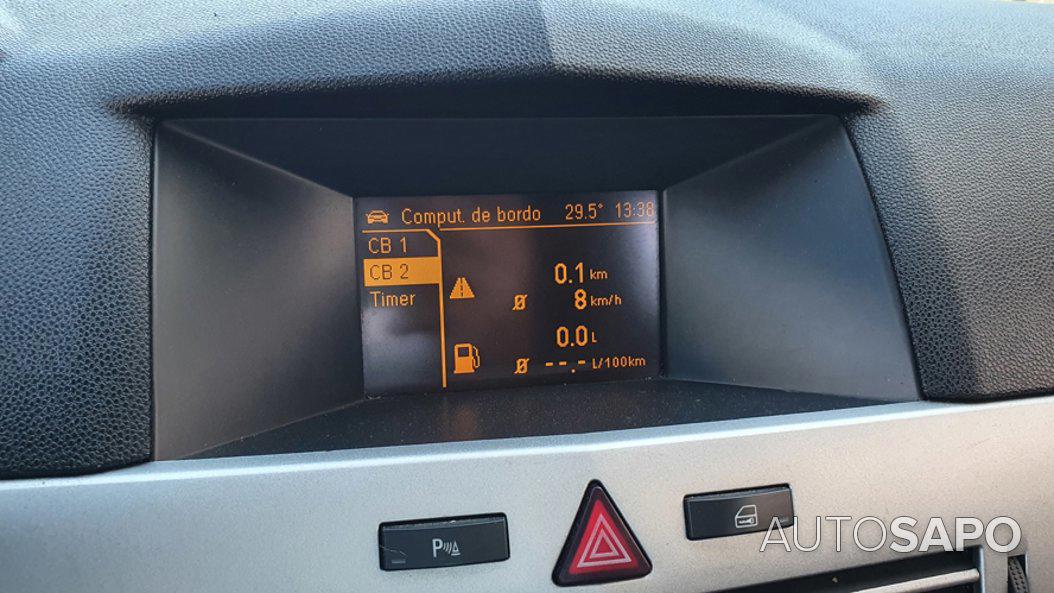 Comput. de bordo 29.5° 13:38
CB 1
CB 2
Timer
0.1 km
Ø 8 km/h
0.0 L
Ø --.- L/100km
P
AUTOSAPO